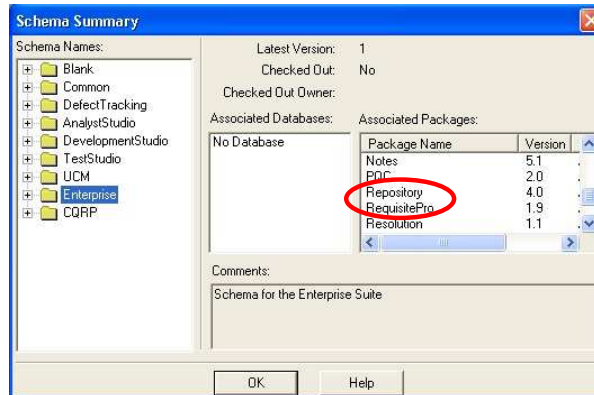 Schema Summary
Schema Names:
Blank
Common
DefectTracking
AnalystStudio
DevelopmentStudio
TestStudio
UCM
Enterprise
CQRP
Latest Version: 1
Checked Out: No
Checked Out Owner:
Associated Databases:
No Database
Associated Packages:
Package Name Version
Notes 5.1
PQC 2.0
Repository 4.0
RequisitePro 1.9
Resolution 1.1
Comments:
Schema for the Enterprise Suite
OK Help